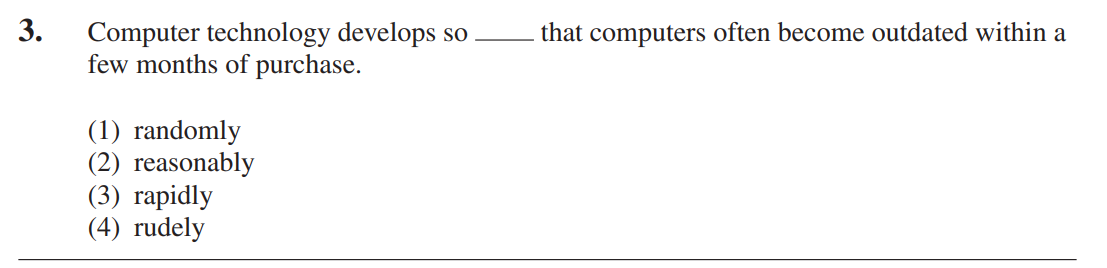 3. Computer technology develops so _____ that computers often become outdated within a
few months of purchase.
(1) randomly
(2) reasonably
(3) rapidly
(4) rudely